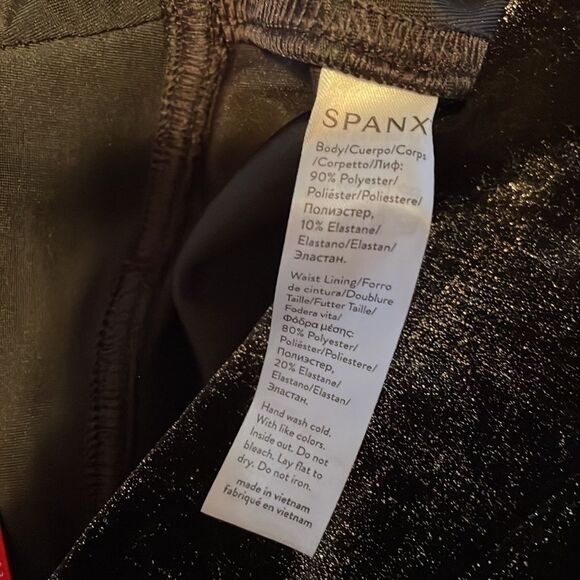 SPANX
Body/Cuerpo/Corps
/Corpetto/Лиф:
90% Polyester/
Poliéster/Poliestere/
Полиэстер,
10% Elastane/
Elastano/Elastan/
Эластан.
Waist Lining/Forro
de cintura/Doublure
Taille/Futter Taille/
Fodera vita/
Φόδρα μέσης:
80% Polyester/
Poliéster/Poliestere/
Полиэстер,
20% Elastane/
Elastano/Elastan/
Эластан.
Hand wash cold.
With like colors.
Inside out. Do not
bleach. Lay flat to
dry. Do not iron.
made in vietnam
fabriqué en vietnam